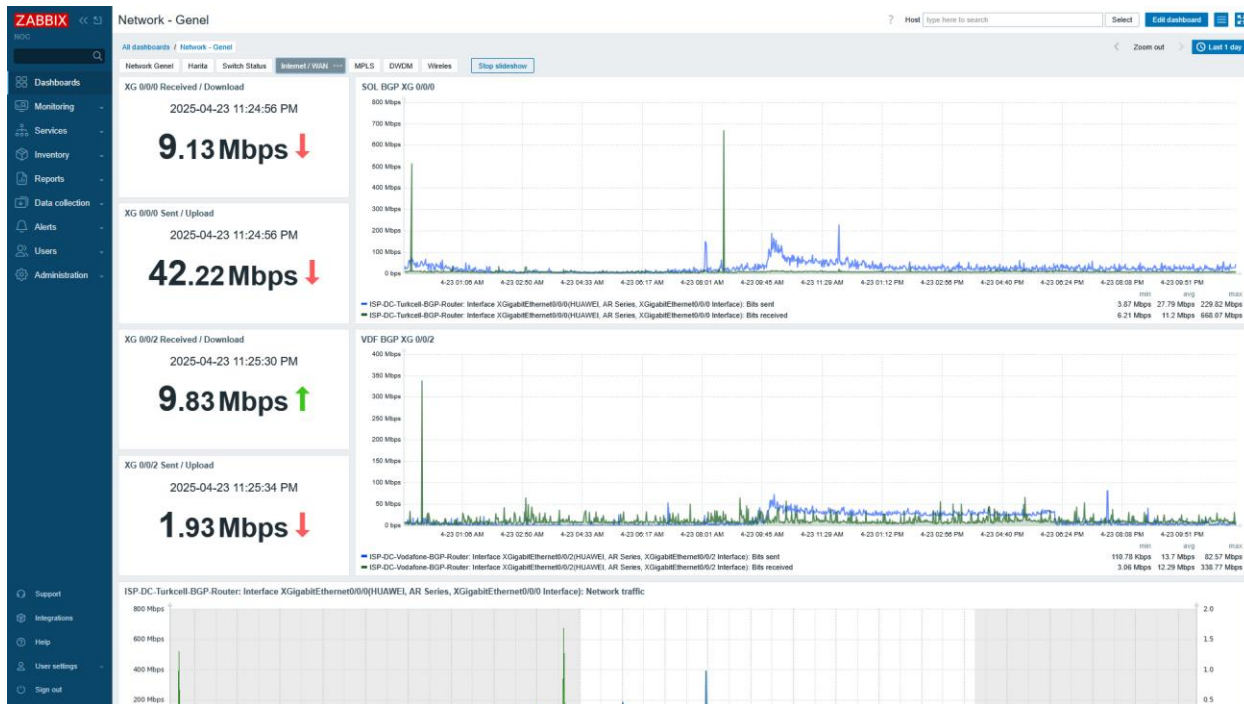 ZABBIX
NOC
Dashboards
Monitoring
Services
Inventory
Reports
Data collection
Alerts
Users
Administration
Support
Integrations
Help
User settings
Sign out
Network - Genel
? Host type here to search Select Edit dashboard
All dashboards / Network - Genel
< Zoom out > Last 1 day
Network Genel Harita Switch Status Internet / WAN ··· MPLS DWDM Wireles Stop slideshow
XG 0/0/0 Received / Download
2025-04-23 11:24:56 PM
9.13 Mbps
XG 0/0/0 Sent / Upload
2025-04-23 11:24:56 PM
42.22 Mbps
XG 0/0/2 Received / Download
2025-04-23 11:25:30 PM
9.83 Mbps
XG 0/0/2 Sent / Upload
2025-04-23 11:25:34 PM
1.93 Mbps
SOL BGP XG 0/0/0
800 Mbps
700 Mbps
600 Mbps
500 Mbps
400 Mbps
300 Mbps
200 Mbps
100 Mbps
0 bps
4-23 01:06 AM 4-23 02:50 AM 4-23 04:33 AM 4-23 06:17 AM 4-23 08:01 AM 4-23 09:45 AM 4-23 11:29 AM 4-23 01:12 PM 4-23 02:56 PM 4-23 04:40 PM 4-23 06:24 PM 4-23 08:08 PM 4-23 09:51 PM
min avg max
ISP-DC-Turkcell-BGP-Router: Interface XGigabitEthernet0/0/0(HUAWEI, AR Series, XGigabitEthernet0/0/0 Interface): Bits sent 3.87 Mbps 27.79 Mbps 229.82 Mbps
ISP-DC-Turkcell-BGP-Router: Interface XGigabitEthernet0/0/0(HUAWEI, AR Series, XGigabitEthernet0/0/0 Interface): Bits received 6.21 Mbps 11.2 Mbps 668.07 Mbps
VDF BGP XG 0/0/2
400 Mbps
350 Mbps
300 Mbps
250 Mbps
200 Mbps
150 Mbps
100 Mbps
50 Mbps
0 bps
4-23 01:06 AM 4-23 02:50 AM 4-23 04:33 AM 4-23 06:17 AM 4-23 08:01 AM 4-23 09:45 AM 4-23 11:29 AM 4-23 01:12 PM 4-23 02:56 PM 4-23 04:40 PM 4-23 06:24 PM 4-23 08:08 PM 4-23 09:51 PM
min avg max
ISP-DC-Vodafone-BGP-Router: Interface XGigabitEthernet0/0/2(HUAWEI, AR Series, XGigabitEthernet0/0/2 Interface): Bits sent 110.78 Kbps 13.7 Mbps 82.57 Mbps
ISP-DC-Vodafone-BGP-Router: Interface XGigabitEthernet0/0/2(HUAWEI, AR Series, XGigabitEthernet0/0/2 Interface): Bits received 3.06 Mbps 12.29 Mbps 338.77 Mbps
ISP-DC-Turkcell-BGP-Router: Interface XGigabitEthernet0/0/0(HUAWEI, AR Series, XGigabitEthernet0/0/0 Interface): Network traffic
800 Mbps 2.0
600 Mbps 1.5
400 Mbps 1.0
200 Mbps 0.5